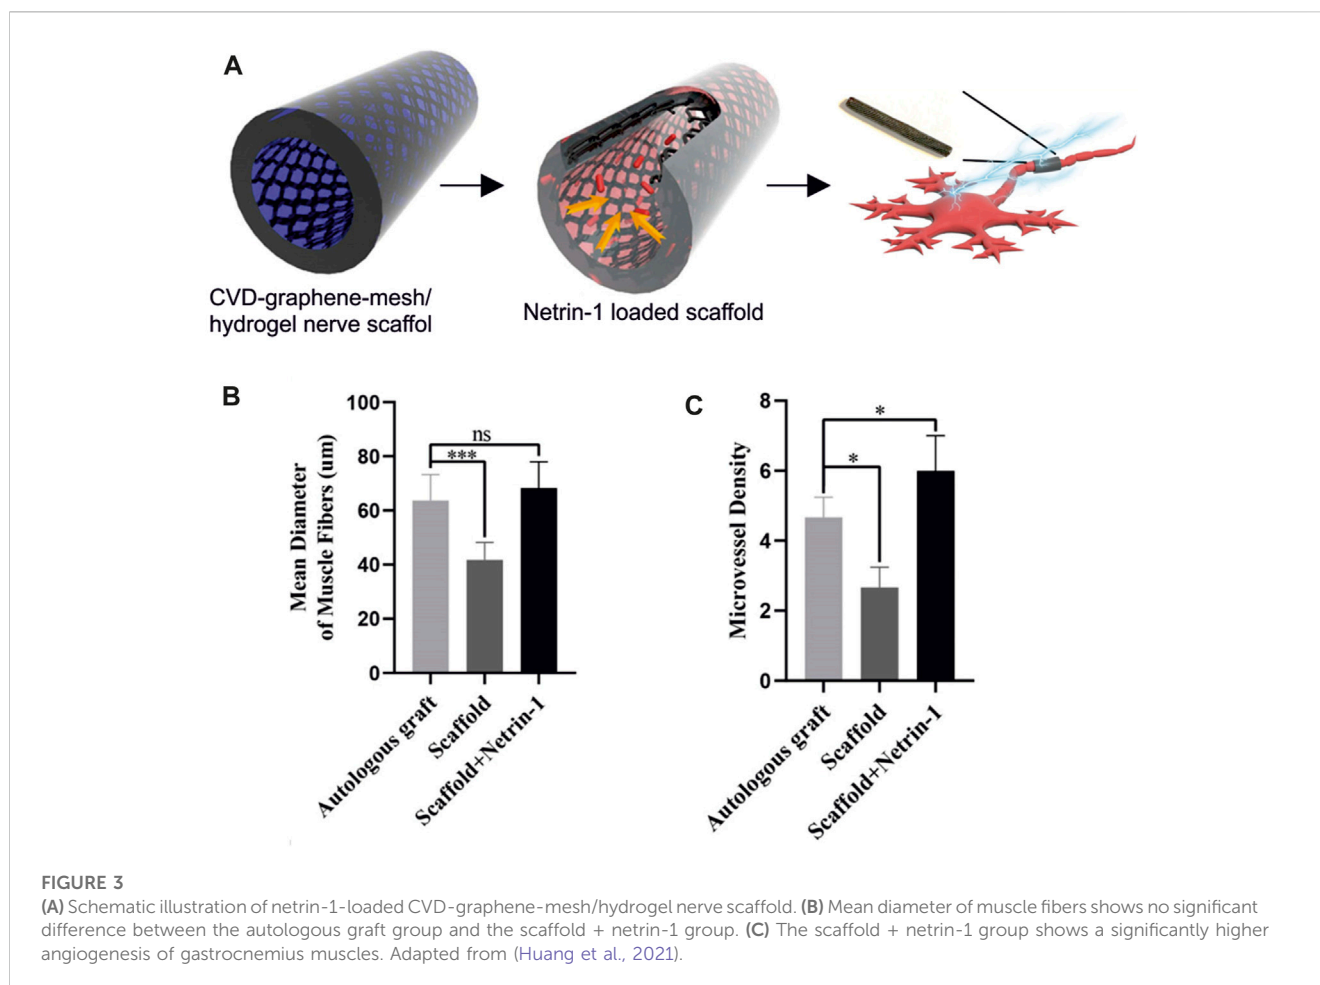 A
CVD-graphene-mesh/
hydrogel nerve scaffol
Netrin-1 loaded scaffold
B
100
80
60
40
20
0
Mean Diameter
of Muscle Fibers (um)
ns
***
Autologous graft
Scaffold
Scaffold+Netrin-1
C
8
6
4
2
0
Microvessel Density
*
*
Autologous graft
Scaffold
Scaffold+Netrin-1
FIGURE 3
(A) Schematic illustration of netrin-1-loaded CVD-graphene-mesh/hydrogel nerve scaffold. (B) Mean diameter of muscle fibers shows no significant
difference between the autologous graft group and the scaffold + netrin-1 group. (C) The scaffold + netrin-1 group shows a significantly higher
angiogenesis of gastrocnemius muscles. Adapted from (Huang et al., 2021).